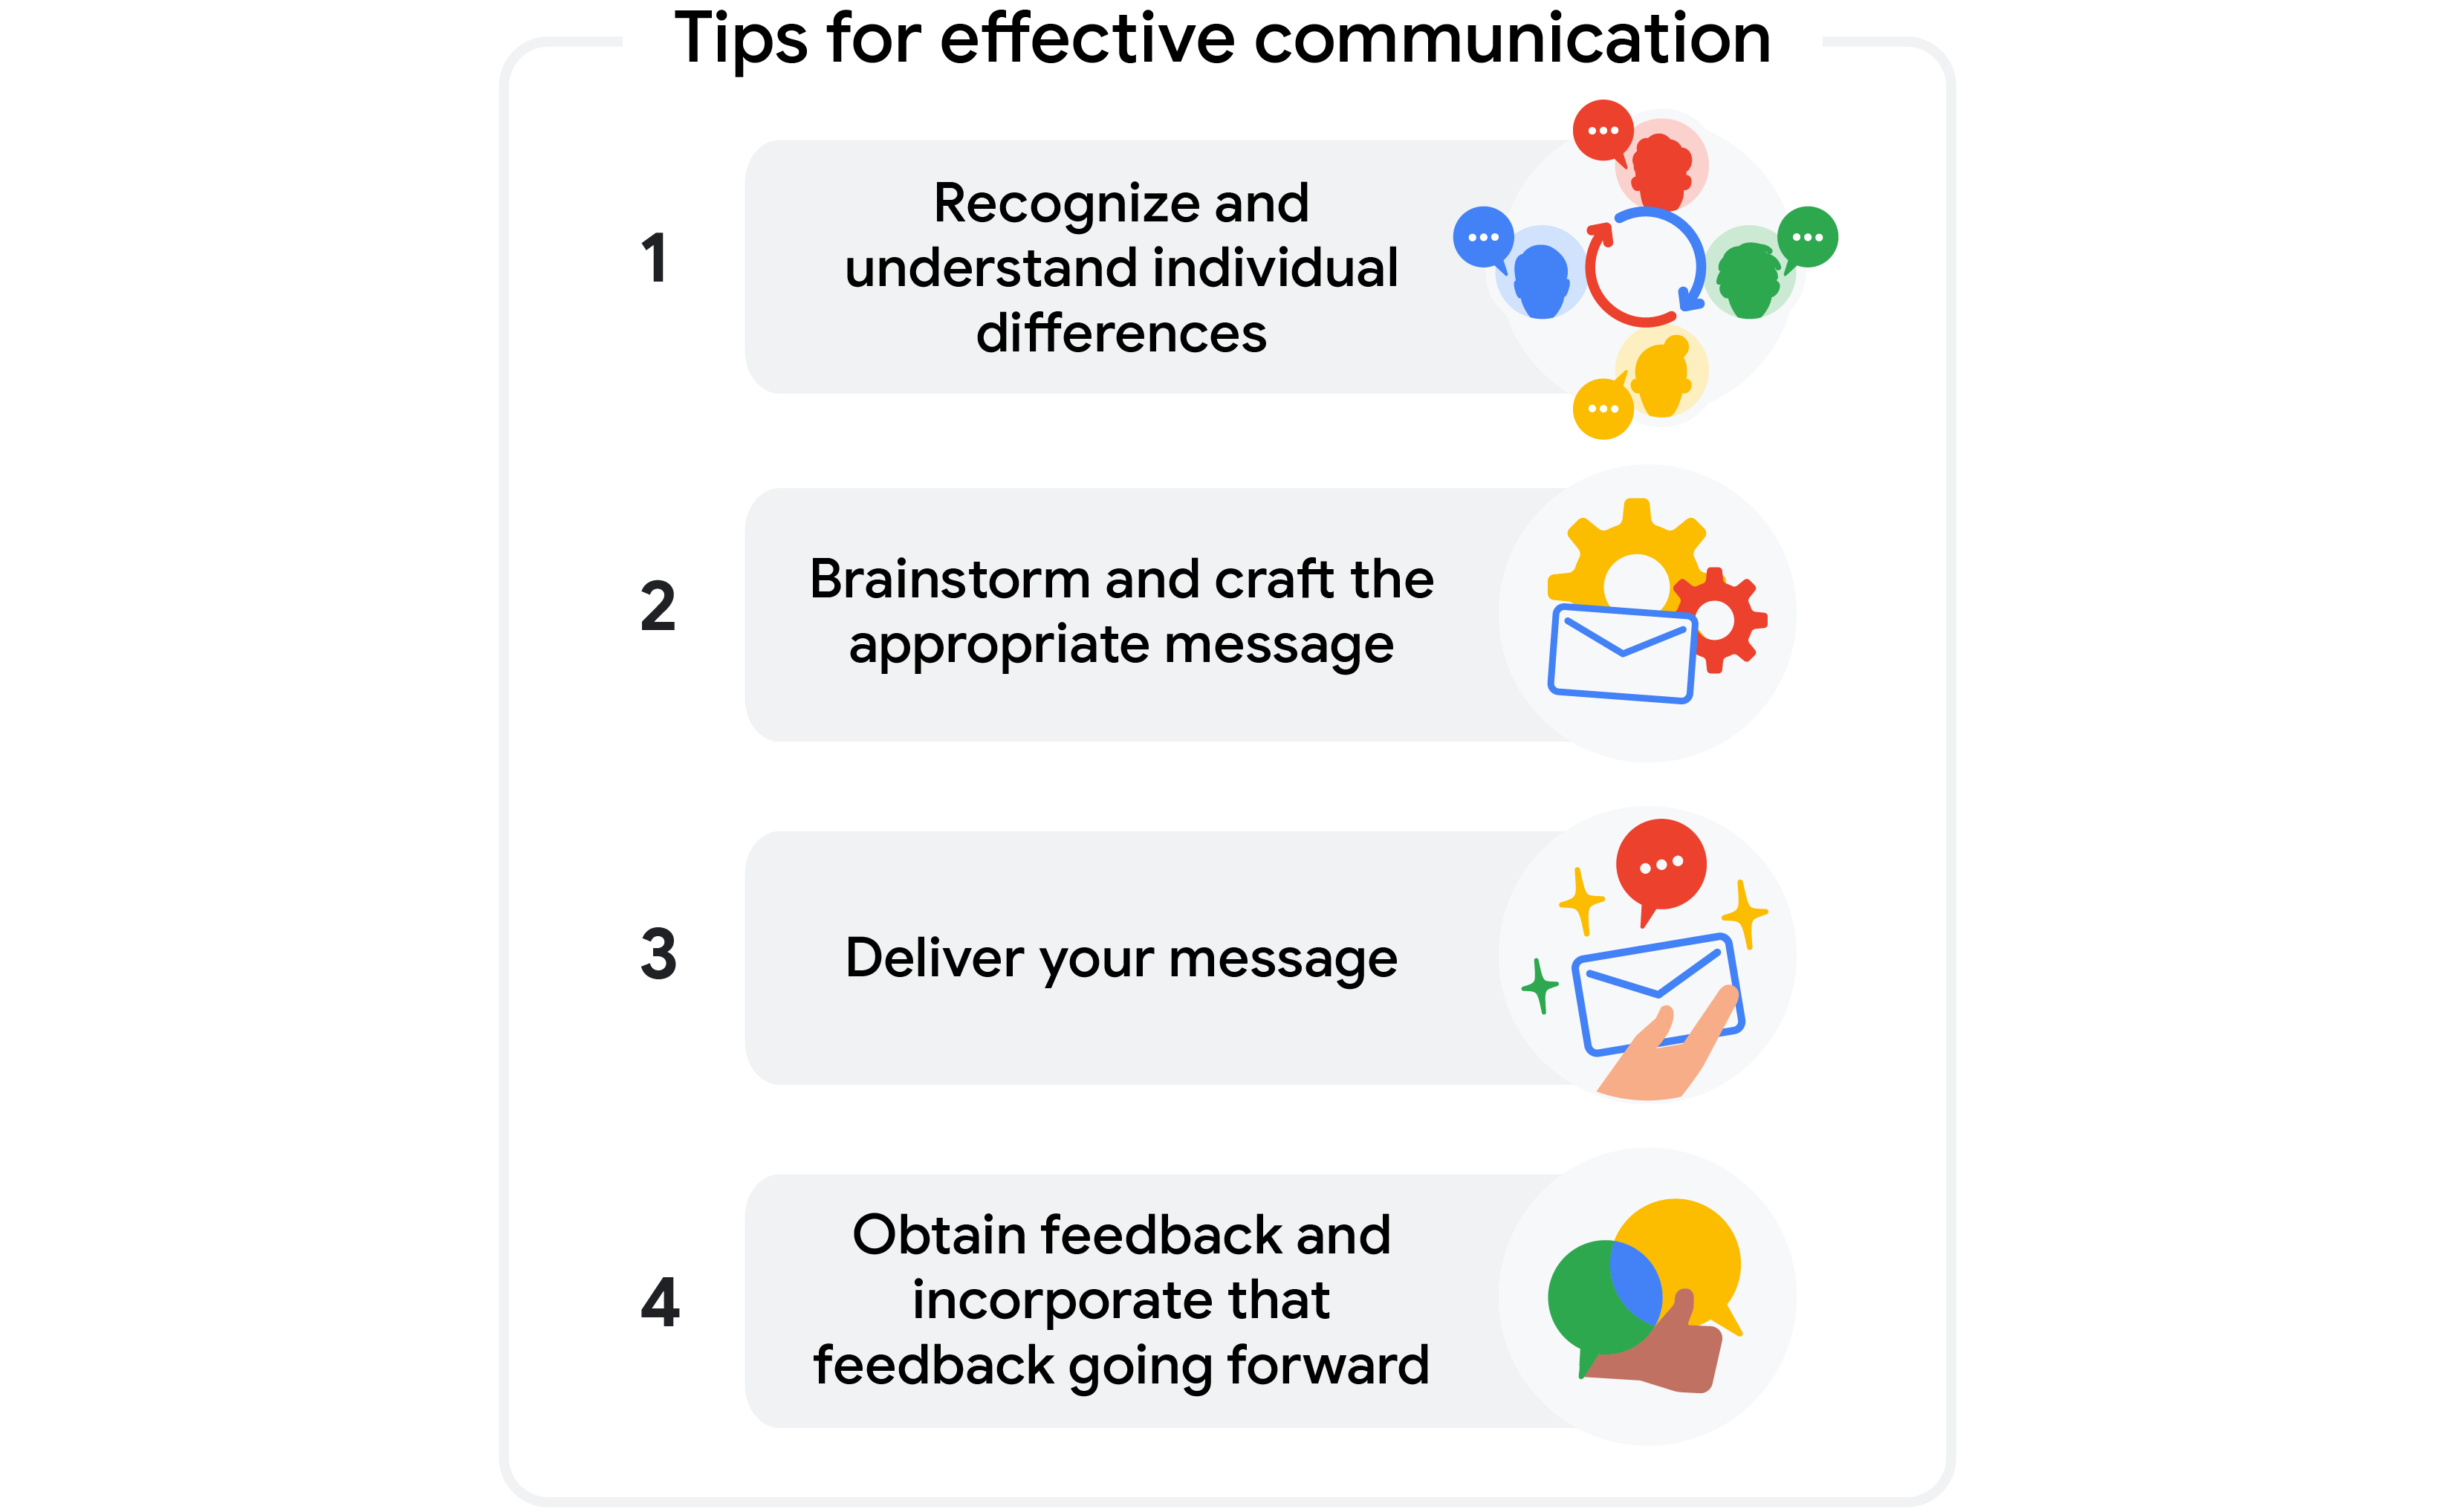 Tips for effective communication
1
Recognize and
understand individual
differences
2
Brainstorm and craft the
appropriate message
3
Deliver your message
4
Obtain feedback and
incorporate that
feedback going forward